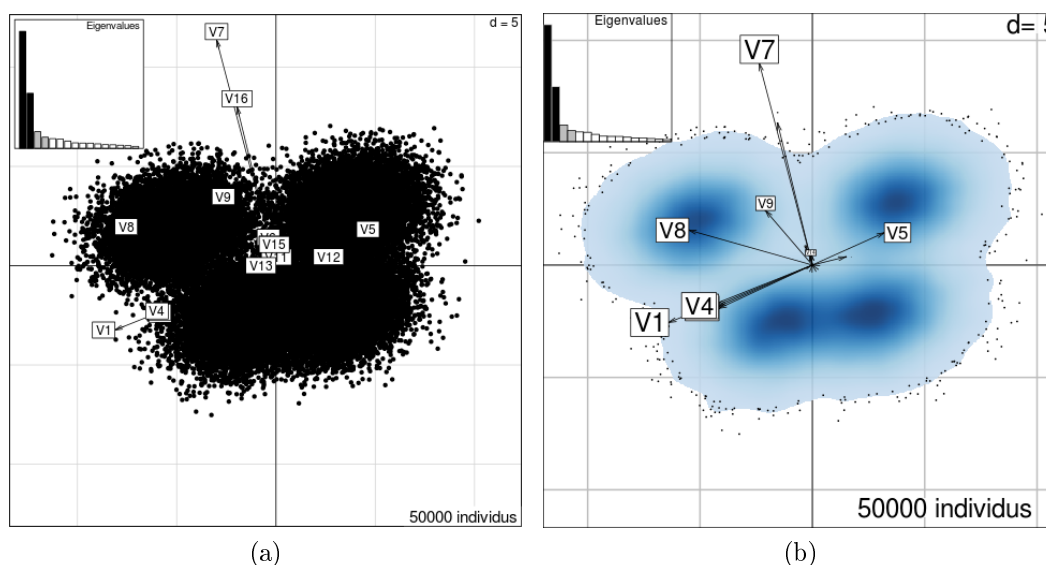 Eigenvalues
d = 5
V7
V16
V9
V8
V5
V15
V12
V13
V4
V1
50000 individus
(a)
Eigenvalues
d= 5
V7
V9
V8
V5
V4
V1
50000 individus
(b)